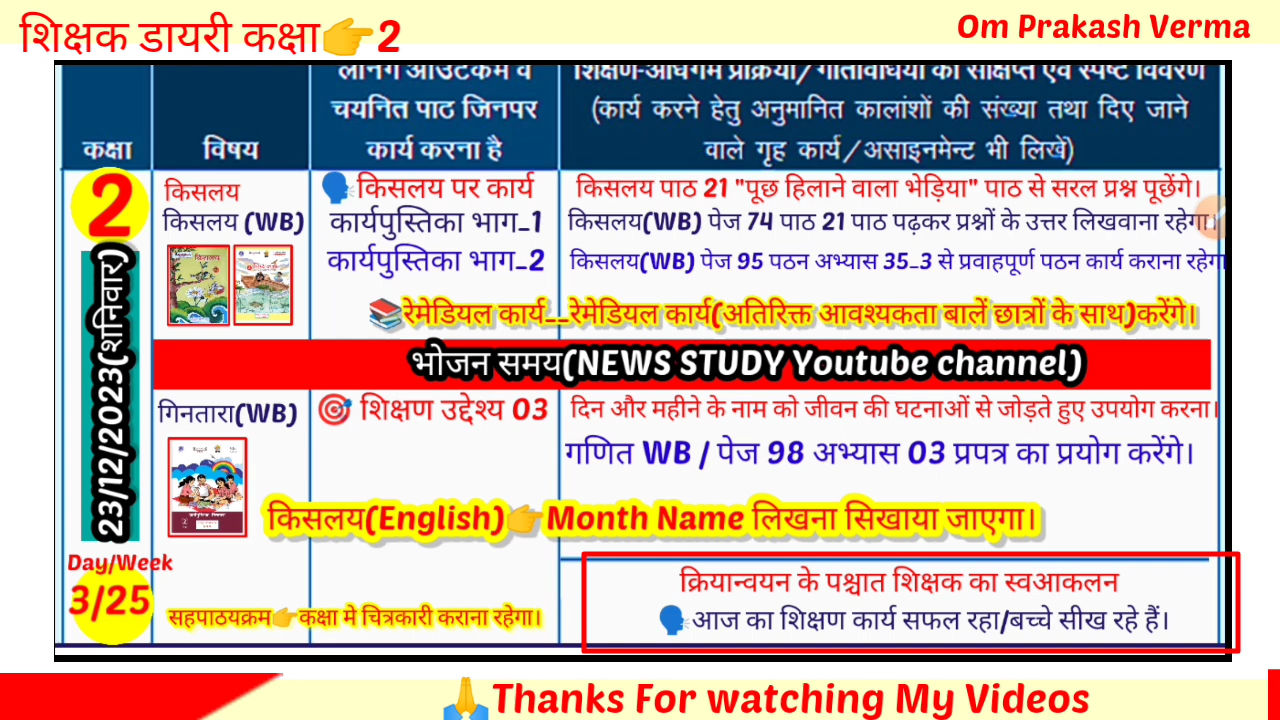 शिक्षक डायरी कक्षा👉2
Om Prakash Verma
लर्निंग आउटकम व
चयनित पाठ जिनपर
कार्य करना है
शिक्षण-अधिगम प्रक्रिया/गतिविधियों का संक्षिप्त एवं स्पष्ट विवरण
(कार्य करने हेतु अनुमानित कालांशों की संख्या तथा दिए जाने
वाले गृह कार्य/असाइनमेन्ट भी लिखें)
कक्षा
विषय
2
23/12/2023(शनिवार)
Day/Week
3/25
किसलय
किसलय (WB)
🗣️किसलय पर कार्य
कार्यपुस्तिका भाग-1
कार्यपुस्तिका भाग-2
किसलय पाठ 21 "पूछ हिलाने वाला भेड़िया" पाठ से सरल प्रश्न पूछेंगे।
किसलय(WB) पेज 74 पाठ 21 पाठ पढ़कर प्रश्नों के उत्तर लिखवाना रहेगा।
किसलय(WB) पेज 95 पठन अभ्यास 35-3 से प्रवाहपूर्ण पठन कार्य कराना रहेगा
📚रेमेडियल कार्य--रेमेडियल कार्य(अतिरिक्त आवश्यकता बालें छात्रों के साथ)करेंगे।
भोजन समय(NEWS STUDY Youtube channel)
गिनतारा(WB)
🎯 शिक्षण उद्देश्य 03
दिन और महीने के नाम को जीवन की घटनाओं से जोड़ते हुए उपयोग करना।
गणित WB / पेज 98 अभ्यास 03 प्रपत्र का प्रयोग करेंगे।
किसलय(English)👉Month Name लिखना सिखाया जाएगा।
सहपाठयक्रम👉कक्षा मे चित्रकारी कराना रहेगा।
क्रियान्वयन के पश्चात शिक्षक का स्वआकलन
🗣️आज का शिक्षण कार्य सफल रहा/बच्चे सीख रहे हैं।
🙏Thanks For watching My Videos